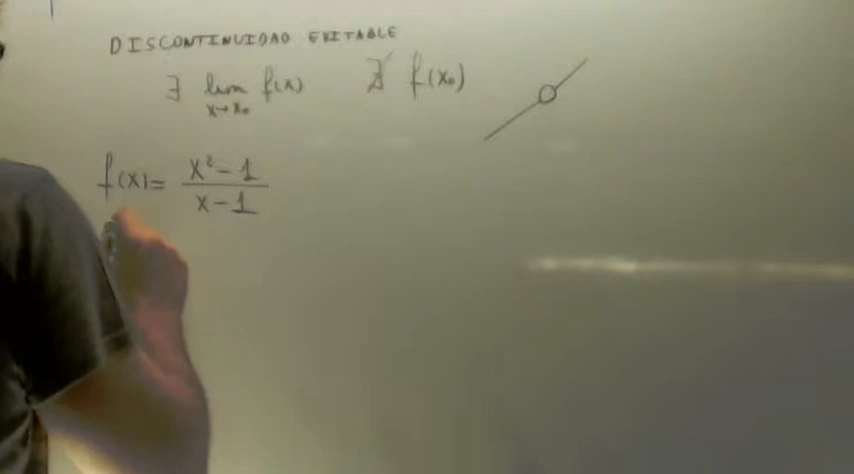 DISCONTINUIDAD EVITABLE
∃ lim x→x₀ f(x) ∄ f(x₀)
f(x) = (x² - 1) / (x - 1)